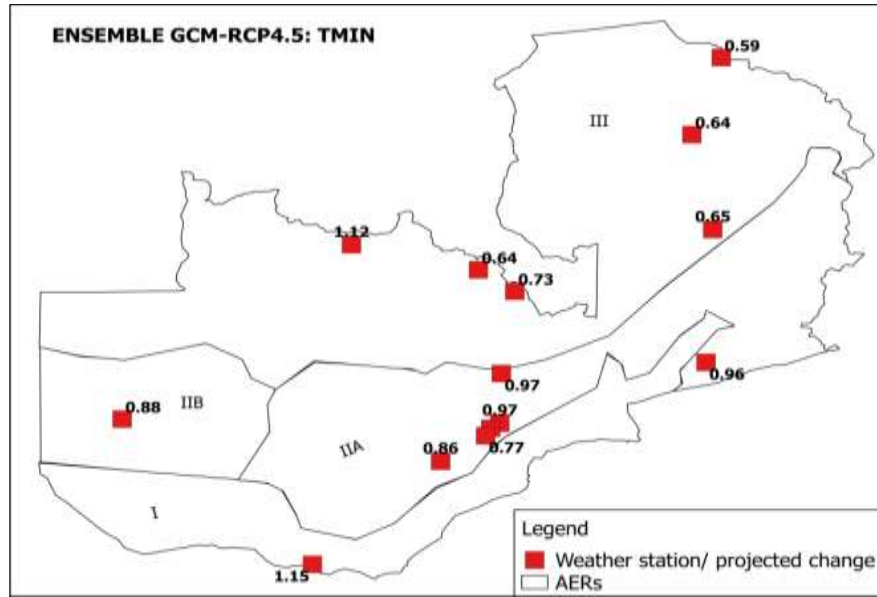 ENSEMBLE GCM-RCP4.5: TMIN
0.59
III
0.64
0.65
1.12
0.64
0.73
0.97
0.96
0.88
IIB
0.97
0.77
IIA
0.86
I
1.15
Legend
Weather station/ projected change
AERs